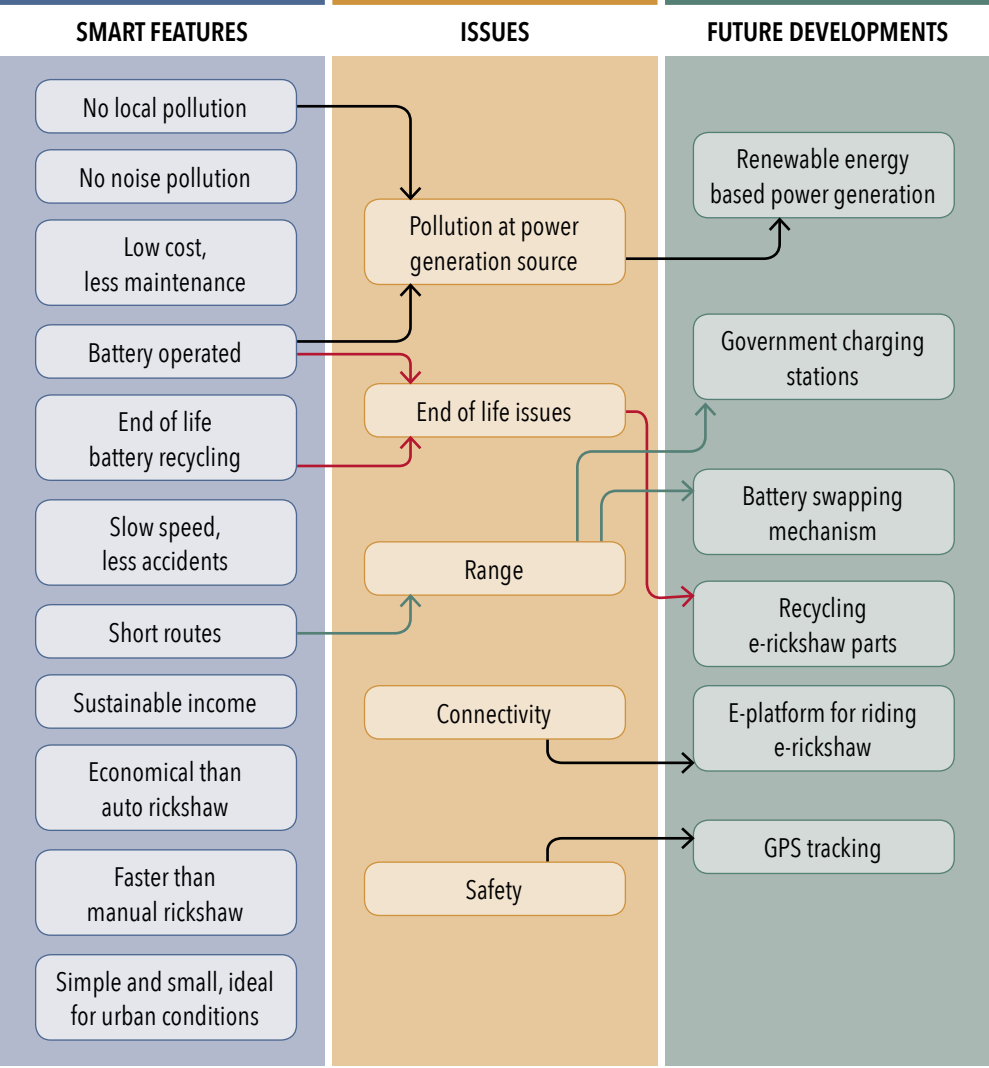 SMART FEATURES
No local pollution
No noise pollution
Low cost,
less maintenance
Battery operated
End of life
battery recycling
Slow speed,
less accidents
Short routes
Sustainable income
Economical than
auto rickshaw
Faster than
manual rickshaw
Simple and small, ideal
for urban conditions
ISSUES
Pollution at power
generation source
End of life issues
Range
Connectivity
Safety
FUTURE DEVELOPMENTS
Renewable energy
based power generation
Government charging
stations
Battery swapping
mechanism
Recycling
e-rickshaw parts
E-platform for riding
e-rickshaw
GPS tracking